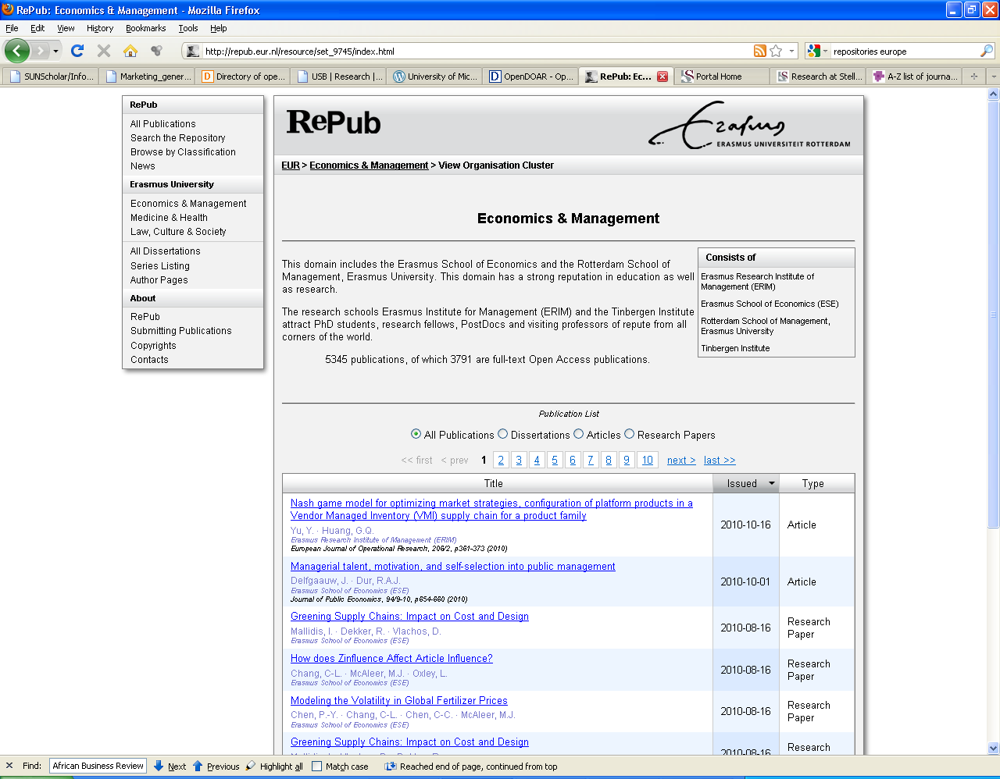 RePub: Economics & Management - Mozilla Firefox
File Edit View History Bookmarks Tools Help
http://repub.eur.nl/resource/set_9745/index.html
repositories europe
SUNScholar/Info... Marketing_gener... Directory of ope... USB | Research |... University of Mic... OpenDOAR - Op... RePub: Ec... Portal Home Research at Stell... A-Z list of journa...
RePub
All Publications
Search the Repository
Browse by Classification
News
Erasmus University
Economics & Management
Medicine & Health
Law, Culture & Society
All Dissertations
Series Listing
Author Pages
About
RePub
Submitting Publications
Copyrights
Contacts
RePub
Erasmus
ERASMUS UNIVERSITEIT ROTTERDAM
EUR > Economics & Management > View Organisation Cluster
Economics & Management
This domain includes the Erasmus School of Economics and the Rotterdam School of
Management, Erasmus University. This domain has a strong reputation in education as well
as research.
The research schools Erasmus Institute for Management (ERIM) and the Tinbergen Institute
attract PhD students, research fellows, PostDocs and visiting professors of repute from all
corners of the world.
5345 publications, of which 3791 are full-text Open Access publications.
Consists of
Erasmus Research Institute of
Management (ERIM)
Erasmus School of Economics (ESE)
Rotterdam School of Management,
Erasmus University
Tinbergen Institute
Publication List
All Publications Dissertations Articles Research Papers
<< first < prev 1 2 3 4 5 6 7 8 9 10 next > last >>
Title Issued Type
Nash game model for optimizing market strategies, configuration of platform products in a
Vendor Managed Inventory (VMI) supply chain for a product family
Yu, Y. · Huang, G.Q.
Erasmus Research Institute of Management (ERIM)
European Journal of Operational Research, 206/2, p361-373 (2010)
2010-10-16 Article
Managerial talent, motivation, and self-selection into public management
Delfgaauw, J. · Dur, R.A.J.
Erasmus School of Economics (ESE)
Journal of Public Economics, 94/9-10, p654-660 (2010)
2010-10-01 Article
Greening Supply Chains: Impact on Cost and Design
Mallidis, I. · Dekker, R. · Vlachos, D.
Erasmus School of Economics (ESE)
2010-08-16 Research
Paper
How does Zinfluence Affect Article Influence?
Chang, C-L. · McAleer, M.J. · Oxley, L.
Erasmus School of Economics (ESE)
2010-08-16 Research
Paper
Modeling the Volatility in Global Fertilizer Prices
Chen, P.-Y. · Chang, C-L. · Chen, C-C. · McAleer, M.J.
Erasmus School of Economics (ESE)
2010-08-16 Research
Paper
Greening Supply Chains: Impact on Cost and Design
2010-08-16 Research
Find: African Business Review Next Previous Highlight all Match case Reached end of page, continued from top